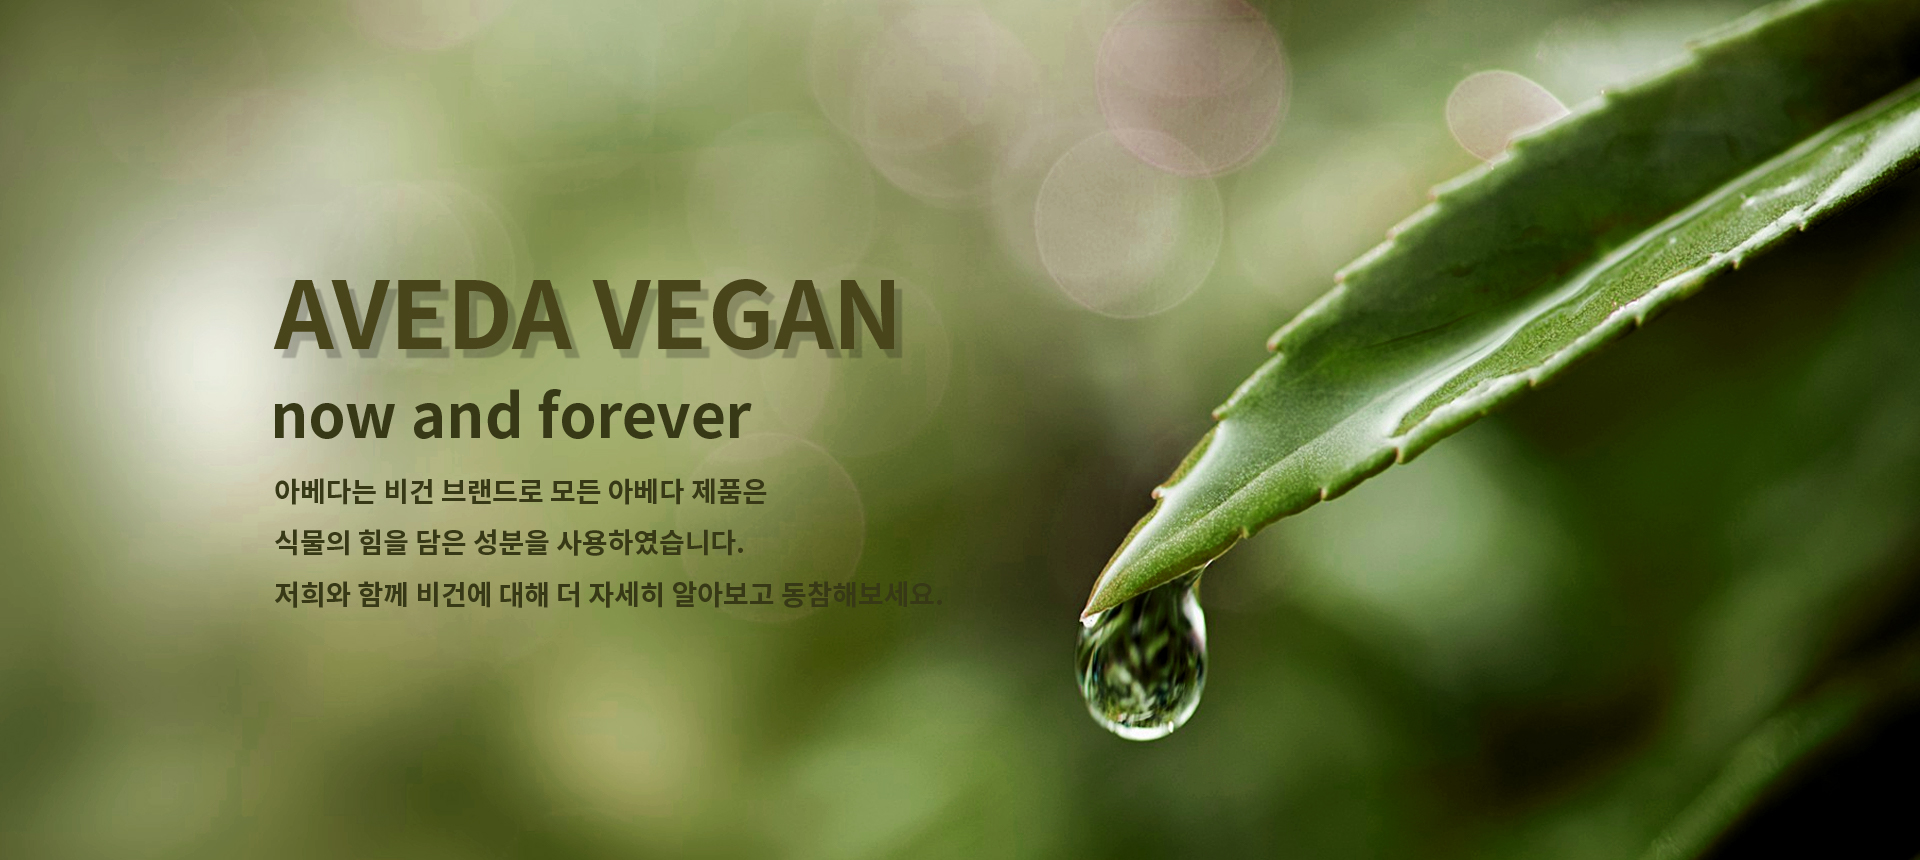 AVEDA VEGAN
now and forever
아베다는 비건 브랜드로 모든 아베다 제품은
식물의 힘을 담은 성분을 사용하였습니다.
저희와 함께 비건에 대해 더 자세히 알아보고 동참해보세요.